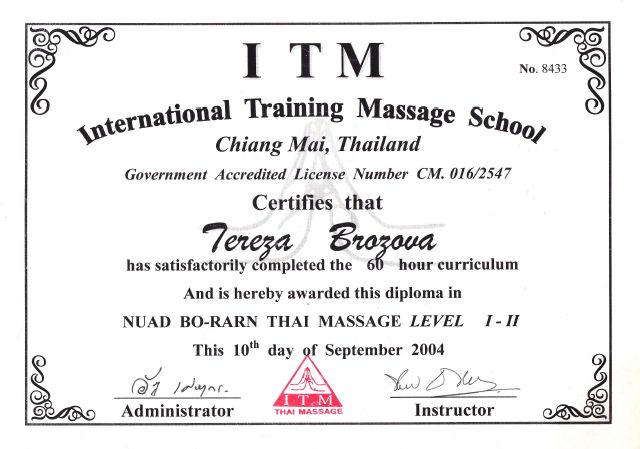 I T M
No. 8433
International Training Massage School
Chiang Mai, Thailand
Government Accredited License Number CM. 016/2547
Certifies that
Tereza Brozova
has satisfactorily completed the 60 hour curriculum
And is hereby awarded this diploma in
NUAD BO-RARN THAI MASSAGE LEVEL I - II
This 10th day of September 2004
I T M
THAI MASSAGE
Administrator
Instructor